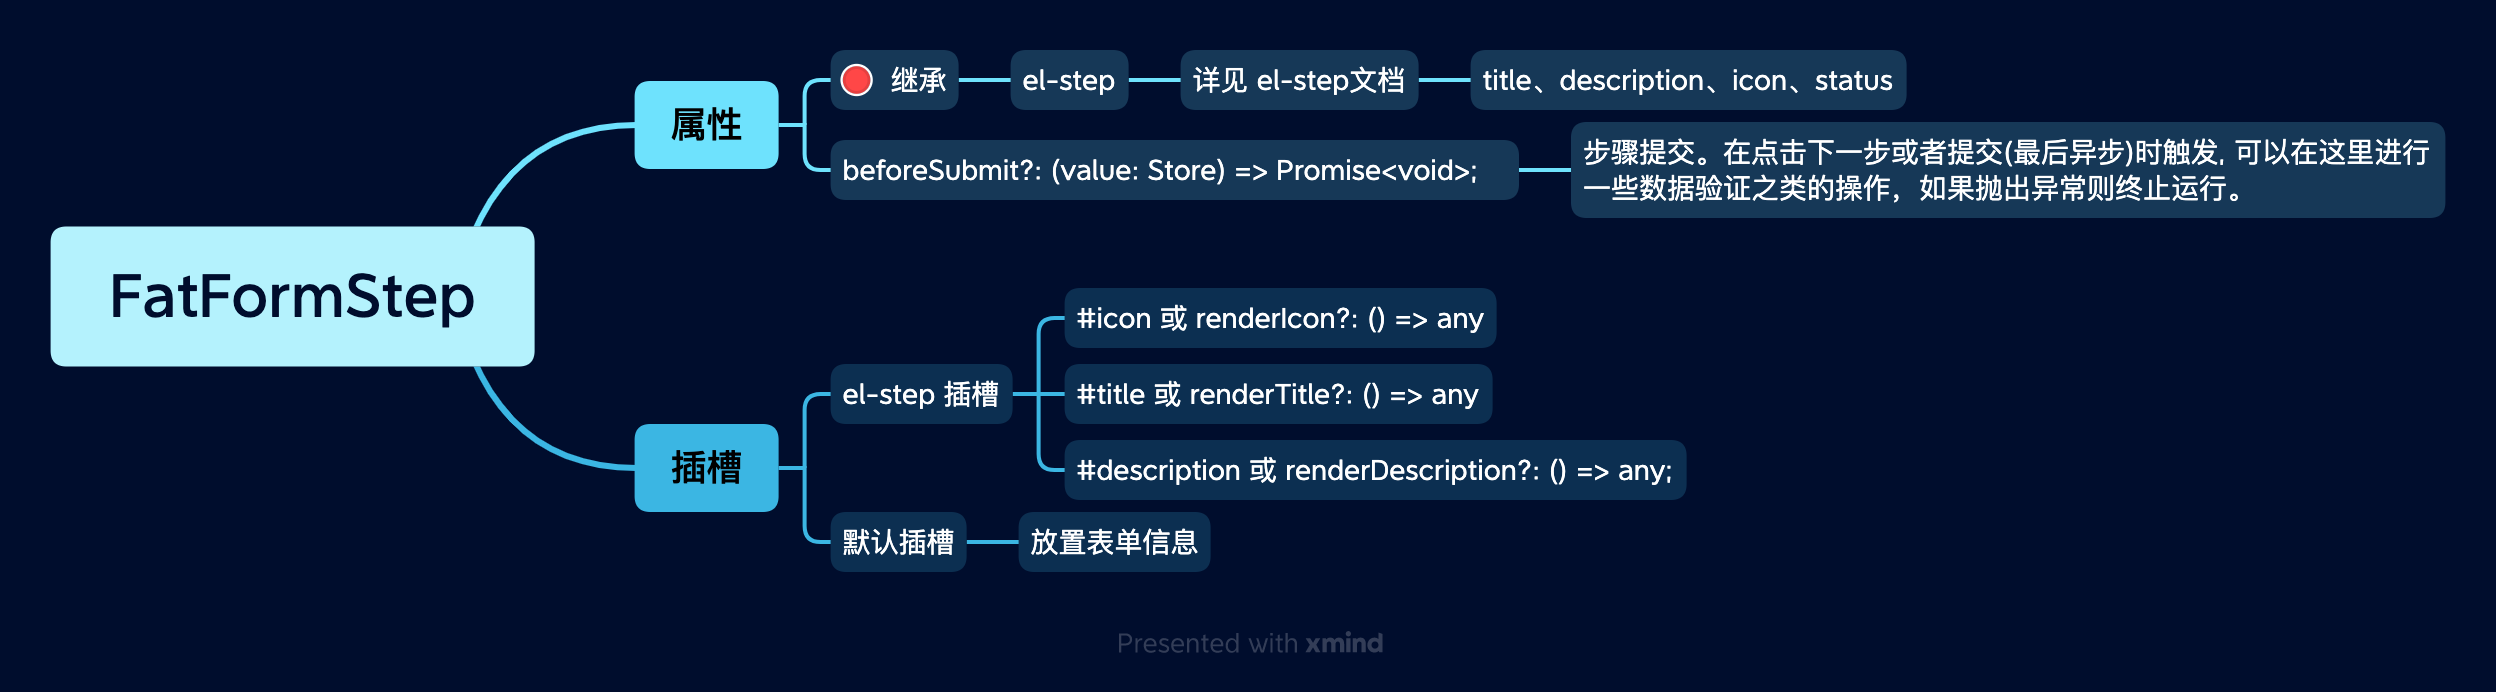 FatFormStep
属性
继承
el-step
详见 el-step文档
title、description、icon、status
beforeSubmit?: (value: Store) => Promise<void>;
步骤提交。在点击下一步或者提交(最后异步)时触发, 可以在这里进行
一些数据验证之类的操作， 如果抛出异常则终止运行。
插槽
el-step 插槽
#icon 或 renderIcon?: () => any
#title 或 renderTitle?: () => any
#description 或 renderDescription?: () => any;
默认插槽
放置表单信息
Presented with xmind